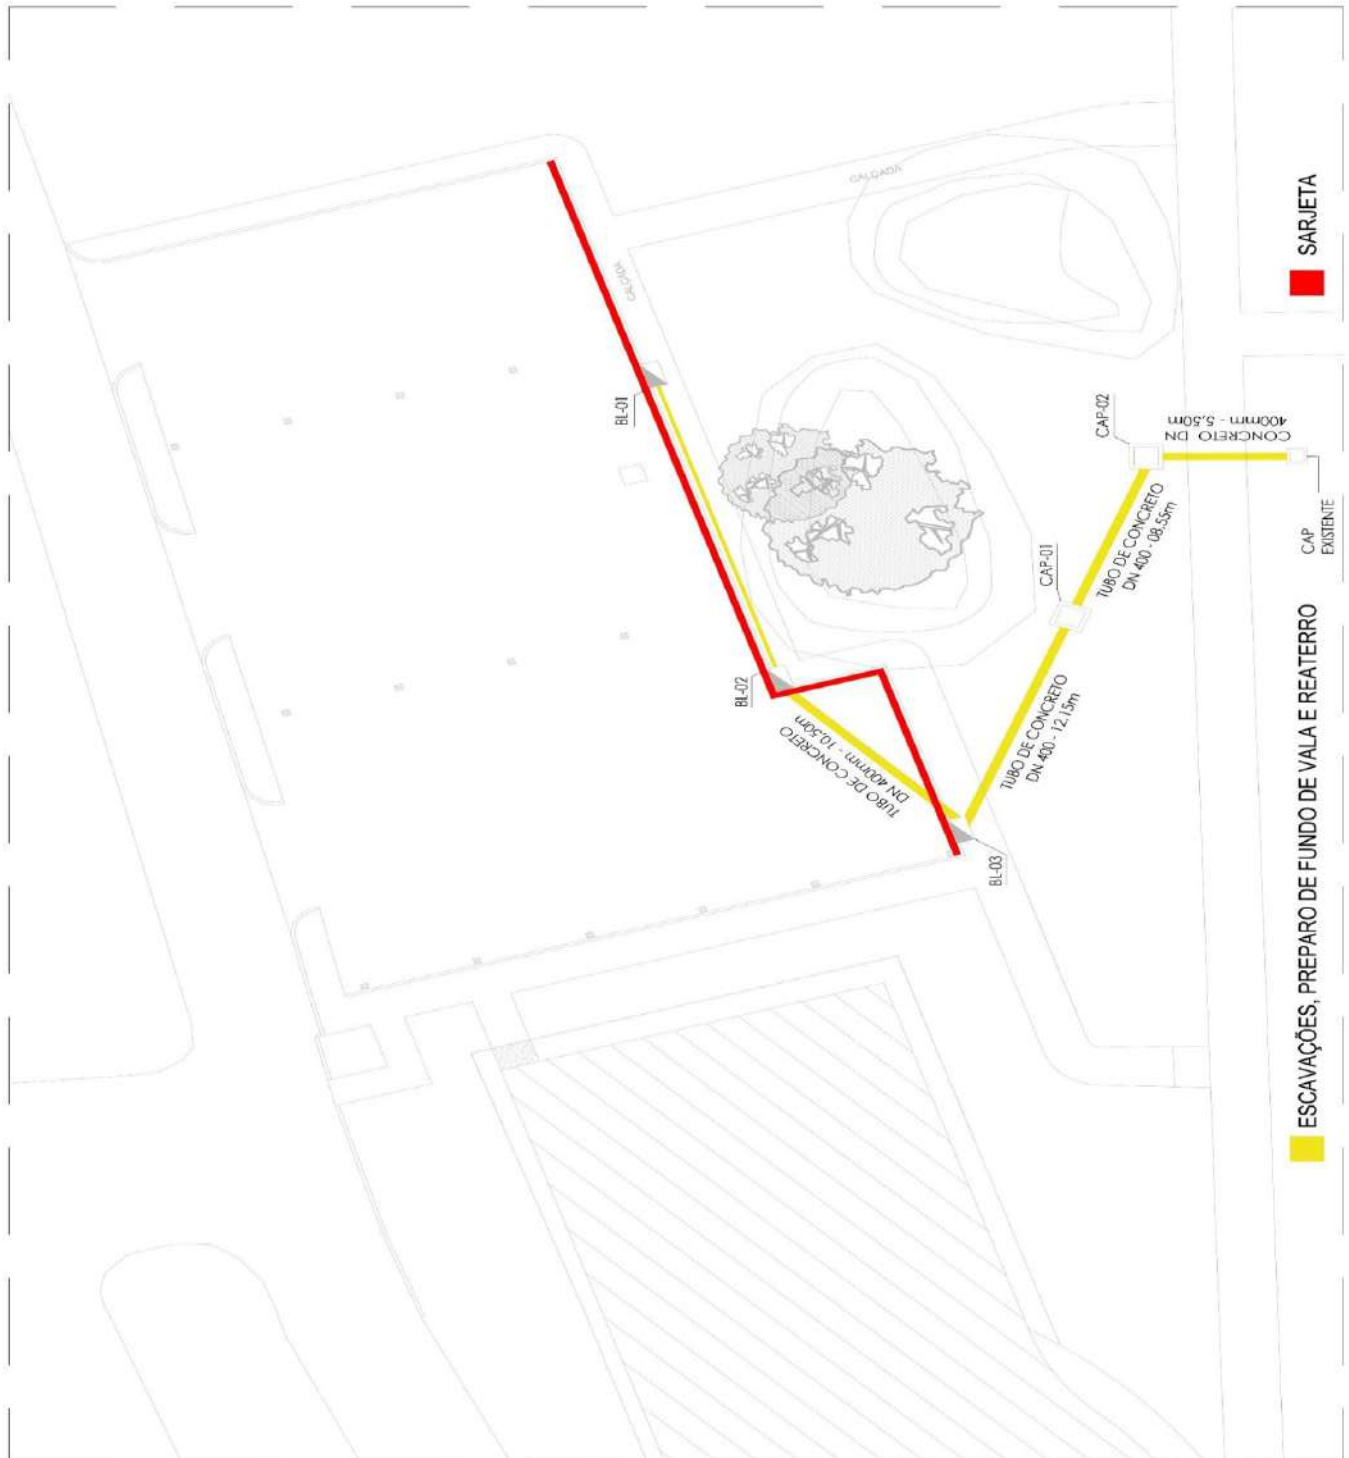 CALÇADA
CALÇADA
BL-01
BL-02
TUBO DE CONCRETO
DN 400mm - 10,50m
BL-03
TUBO DE CONCRETO
DN 400 - 12.15m
CAP-01
TUBO DE CONCRETO
DN 400 - 08.55m
CAP-02
CONCRETO DN
400mm - 5,50m
CAP
EXISTENTE
ESCAVAÇÕES, PREPARO DE FUNDO DE VALA E REATERRO
SARJETA